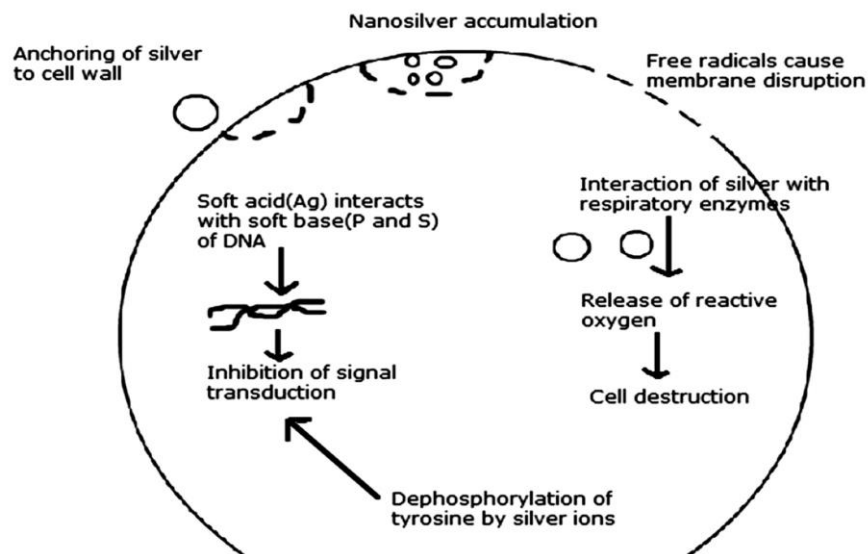 Nanosilver accumulation
Anchoring of silver
to cell wall
Free radicals cause
membrane disruption
Soft acid(Ag) interacts
with soft base(P and S)
of DNA
Interaction of silver with
respiratory enzymes
Release of reactive
oxygen
Inhibition of signal
transduction
Cell destruction
Dephosphorylation of
tyrosine by silver ions